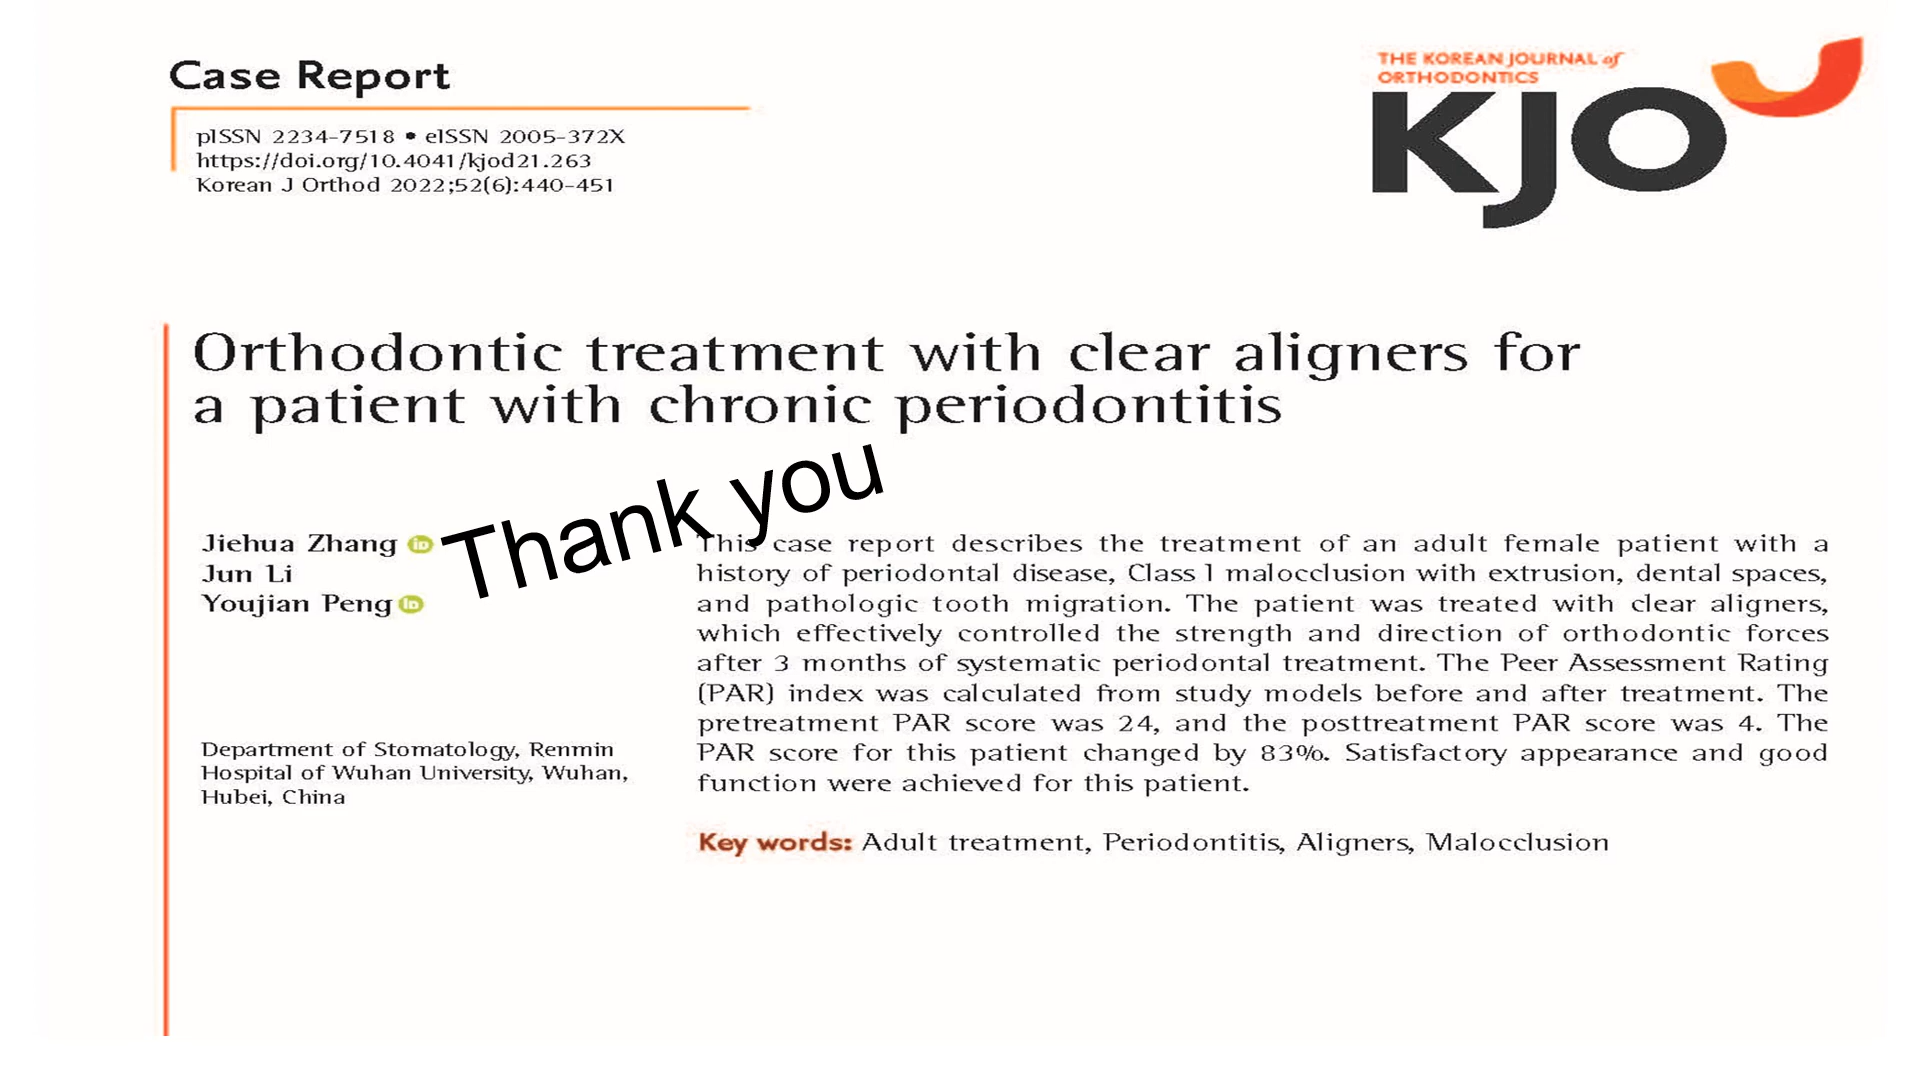 Case Report
pISSN 2234-7518 • eISSN 2005-372X
https://doi.org/10.4041/kjod21.263
Korean J Orthod 2022;52(6):440-451
THE KOREAN JOURNAL of
ORTHODONTICS
KJO
Orthodontic treatment with clear aligners for
a patient with chronic periodontitis
Thank you
Jiehua Zhang iD
Jun Li
Youjian Peng iD
Department of Stomatology, Renmin
Hospital of Wuhan University, Wuhan,
Hubei, China
This case report describes the treatment of an adult female patient with a
history of periodontal disease, Class I malocclusion with extrusion, dental spaces,
and pathologic tooth migration. The patient was treated with clear aligners,
which effectively controlled the strength and direction of orthodontic forces
after 3 months of systematic periodontal treatment. The Peer Assessment Rating
(PAR) index was calculated from study models before and after treatment. The
pretreatment PAR score was 24, and the posttreatment PAR score was 4. The
PAR score for this patient changed by 83%. Satisfactory appearance and good
function were achieved for this patient.
Key words: Adult treatment, Periodontitis, Aligners, Malocclusion